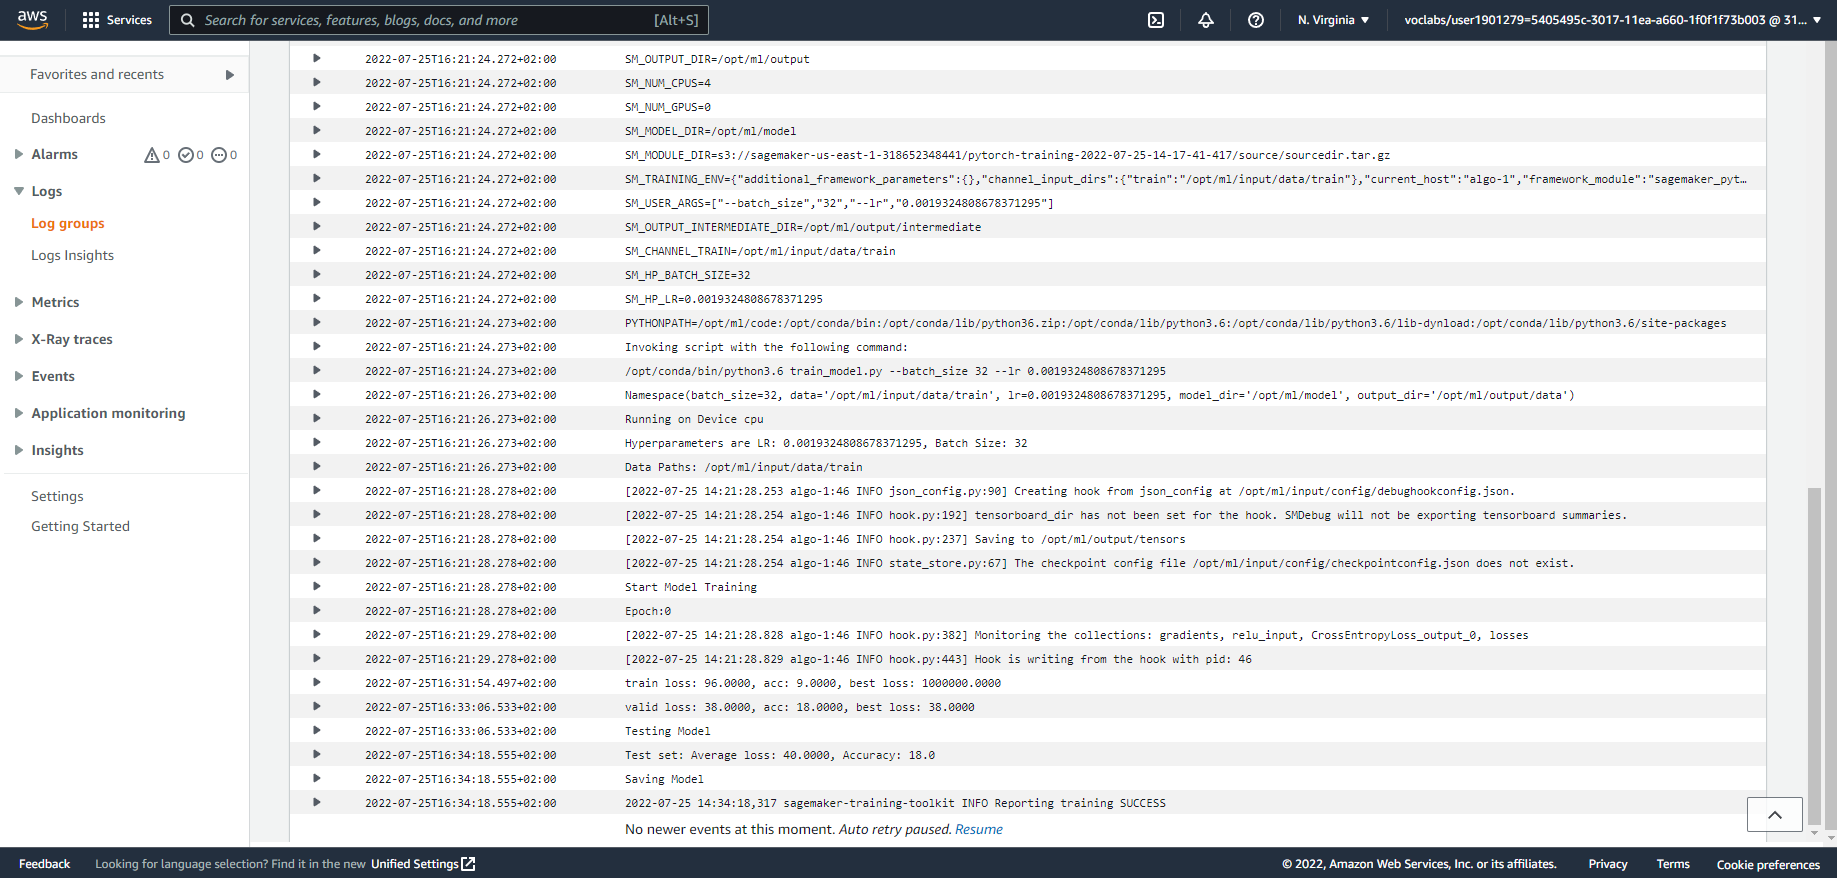 aws Services Search for services, features, blogs, docs, and more [Alt+S] N. Virginia voclabs/user1901279=5405495c-3017-11ea-a660-1f0f1f73b003 @ 31...
Favorites and recents
Dashboards
Alarms 0 0 0
Logs
Log groups
Logs Insights
Metrics
X-Ray traces
Events
Application monitoring
Insights
Settings
Getting Started
2022-07-25T16:21:24.272+02:00 SM_OUTPUT_DIR=/opt/ml/output
2022-07-25T16:21:24.272+02:00 SM_NUM_CPUS=4
2022-07-25T16:21:24.272+02:00 SM_NUM_GPUS=0
2022-07-25T16:21:24.272+02:00 SM_MODEL_DIR=/opt/ml/model
2022-07-25T16:21:24.272+02:00 SM_MODULE_DIR=s3://sagemaker-us-east-1-318652348441/pytorch-training-2022-07-25-14-17-41-417/source/sourcedir.tar.gz
2022-07-25T16:21:24.272+02:00 SM_TRAINING_ENV={"additional_framework_parameters":{},"channel_input_dirs":{"train":"/opt/ml/input/data/train"},"current_host":"algo-1","framework_module":"sagemaker_pyt…
2022-07-25T16:21:24.272+02:00 SM_USER_ARGS=["--batch_size","32","--lr","0.0019324808678371295"]
2022-07-25T16:21:24.272+02:00 SM_OUTPUT_INTERMEDIATE_DIR=/opt/ml/output/intermediate
2022-07-25T16:21:24.272+02:00 SM_CHANNEL_TRAIN=/opt/ml/input/data/train
2022-07-25T16:21:24.272+02:00 SM_HP_BATCH_SIZE=32
2022-07-25T16:21:24.272+02:00 SM_HP_LR=0.0019324808678371295
2022-07-25T16:21:24.273+02:00 PYTHONPATH=/opt/ml/code:/opt/conda/bin:/opt/conda/lib/python36.zip:/opt/conda/lib/python3.6:/opt/conda/lib/python3.6/lib-dynload:/opt/conda/lib/python3.6/site-packages
2022-07-25T16:21:24.273+02:00 Invoking script with the following command:
2022-07-25T16:21:24.273+02:00 /opt/conda/bin/python3.6 train_model.py --batch_size 32 --lr 0.0019324808678371295
2022-07-25T16:21:26.273+02:00 Namespace(batch_size=32, data='/opt/ml/input/data/train', lr=0.0019324808678371295, model_dir='/opt/ml/model', output_dir='/opt/ml/output/data')
2022-07-25T16:21:26.273+02:00 Running on Device cpu
2022-07-25T16:21:26.273+02:00 Hyperparameters are LR: 0.0019324808678371295, Batch Size: 32
2022-07-25T16:21:26.273+02:00 Data Paths: /opt/ml/input/data/train
2022-07-25T16:21:28.278+02:00 [2022-07-25 14:21:28.253 algo-1:46 INFO json_config.py:90] Creating hook from json_config at /opt/ml/input/config/debughookconfig.json.
2022-07-25T16:21:28.278+02:00 [2022-07-25 14:21:28.254 algo-1:46 INFO hook.py:192] tensorboard_dir has not been set for the hook. SMDebug will not be exporting tensorboard summaries.
2022-07-25T16:21:28.278+02:00 [2022-07-25 14:21:28.254 algo-1:46 INFO hook.py:237] Saving to /opt/ml/output/tensors
2022-07-25T16:21:28.278+02:00 [2022-07-25 14:21:28.254 algo-1:46 INFO state_store.py:67] The checkpoint config file /opt/ml/input/config/checkpointconfig.json does not exist.
2022-07-25T16:21:28.278+02:00 Start Model Training
2022-07-25T16:21:28.278+02:00 Epoch:0
2022-07-25T16:21:29.278+02:00 [2022-07-25 14:21:28.828 algo-1:46 INFO hook.py:382] Monitoring the collections: gradients, relu_input, CrossEntropyLoss_output_0, losses
2022-07-25T16:21:29.278+02:00 [2022-07-25 14:21:28.829 algo-1:46 INFO hook.py:443] Hook is writing from the hook with pid: 46
2022-07-25T16:31:54.497+02:00 train loss: 96.0000, acc: 9.0000, best loss: 1000000.0000
2022-07-25T16:33:06.533+02:00 valid loss: 38.0000, acc: 18.0000, best loss: 38.0000
2022-07-25T16:33:06.533+02:00 Testing Model
2022-07-25T16:34:18.555+02:00 Test set: Average loss: 40.0000, Accuracy: 18.0
2022-07-25T16:34:18.555+02:00 Saving Model
2022-07-25T16:34:18.555+02:00 2022-07-25 14:34:18,317 sagemaker-training-toolkit INFO Reporting training SUCCESS
No newer events at this moment. Auto retry paused. Resume
Feedback Looking for language selection? Find it in the new Unified Settings © 2022, Amazon Web Services, Inc. or its affiliates. Privacy Terms Cookie preferences